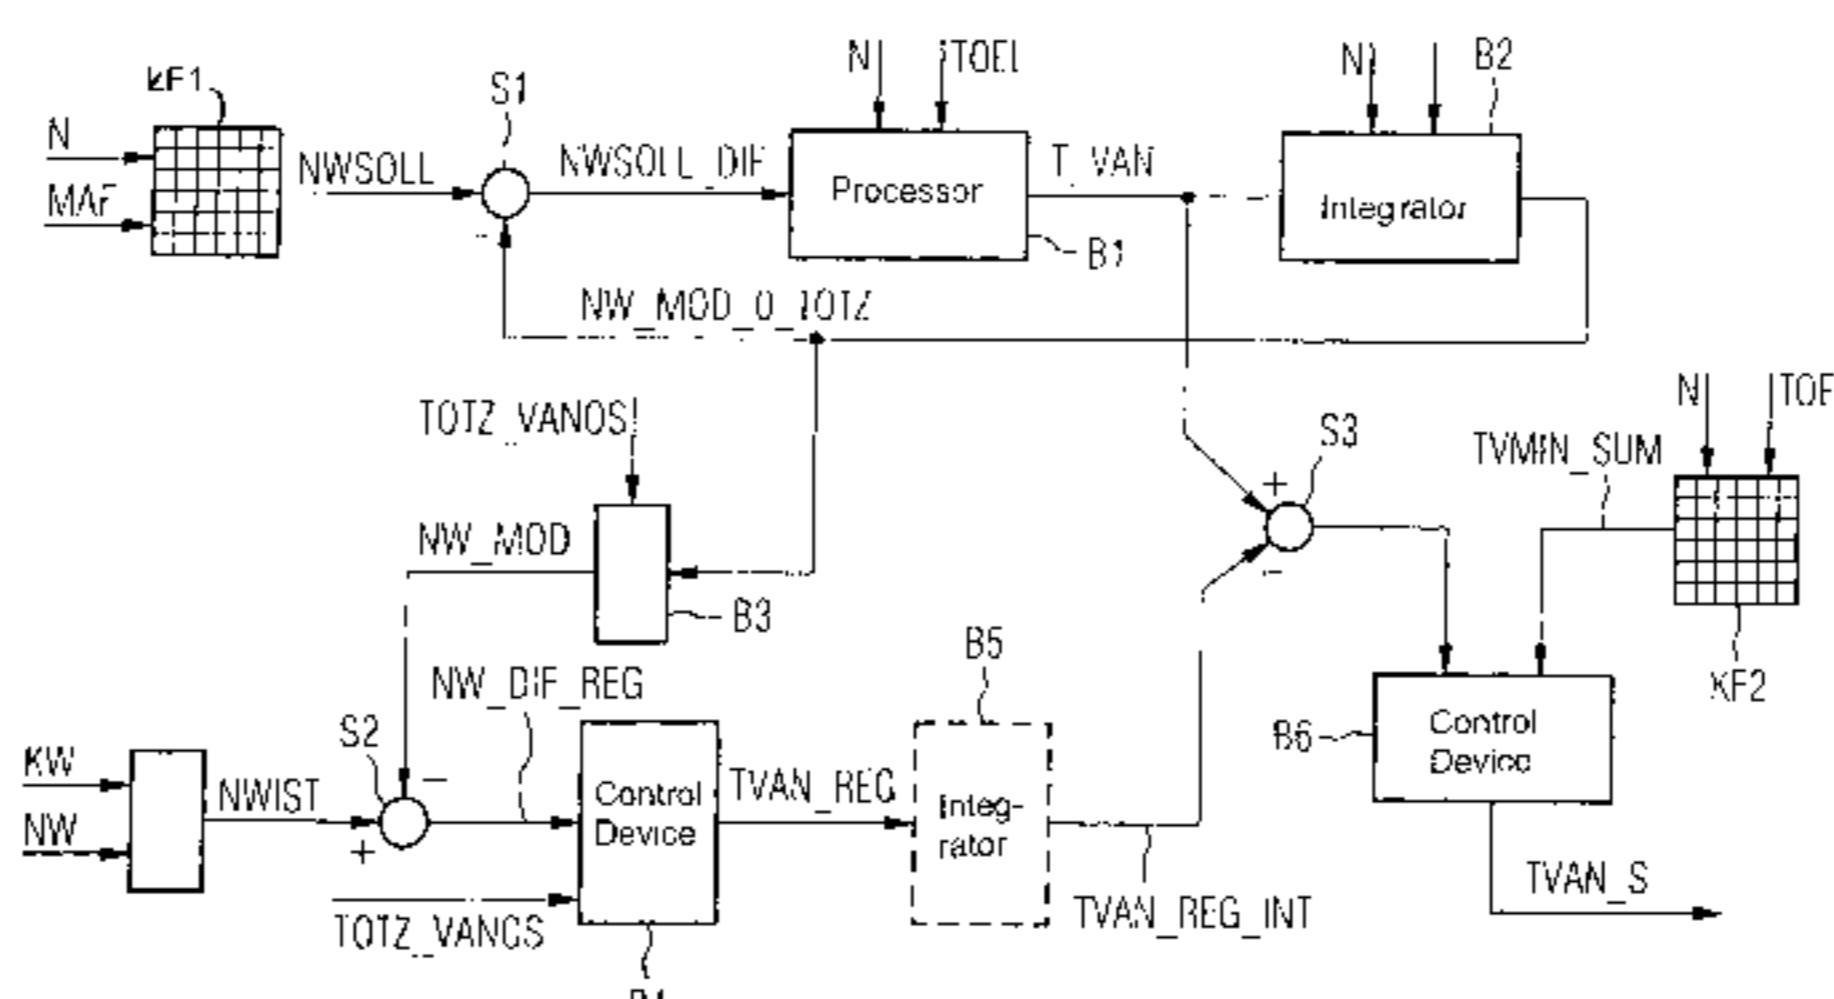 KF1
S1
N
TOEL
N
B2
N
MAF
NWSOLL
NWSOLL_DIF
Processor
T_VAN
Integrator
-
B1
NW_MOD_0_TOTZ
TOTZ_VANOS
N
S3
TVMIN_SUM
+
-
NW_MOD
B3
B5
KF2
NW_DIF_REG
S2
-
B6
Control
Device
KW
NW
NWIST
+
Control
Device
TVAN_REG
Integ-
rator
TVAN_S
TOTZ_VANOS
TVAN_REG_INT